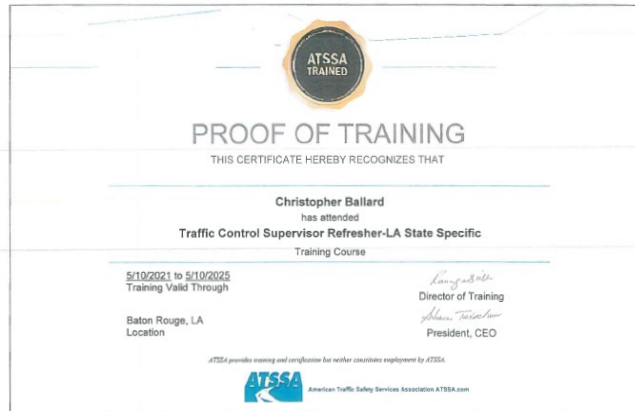 ATSSA
TRAINED
PROOF OF TRAINING
THIS CERTIFICATE HEREBY RECOGNIZES THAT
Christopher Ballard
has attended
Traffic Control Supervisor Refresher-LA State Specific
Training Course
5/10/2021 to 5/10/2025
Training Valid Through
Director of Training
Baton Rouge, LA
Location
President, CEO
ATSSA provides training and certification but neither constitutes employment by ATSSA.
ATSSA
American Traffic Safety Services Association ATSSA.com